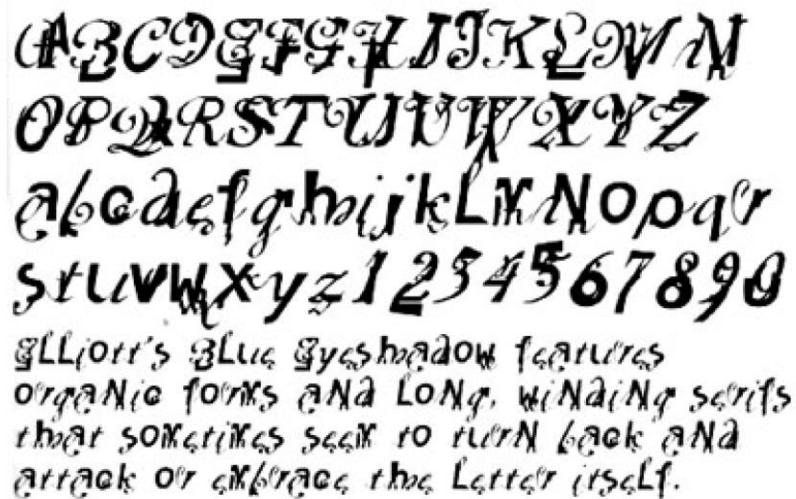 ABCDEFGHIJKLMN
OPQRSTUVWXYZ
abcdefghijkLmNopqr
stuvwxyz1234567890
Elliott's Blue Eyeshadow features
organic forms and Long, winding serifs
that sometimes seem to turn back and
attack or embrace the Letter itself.